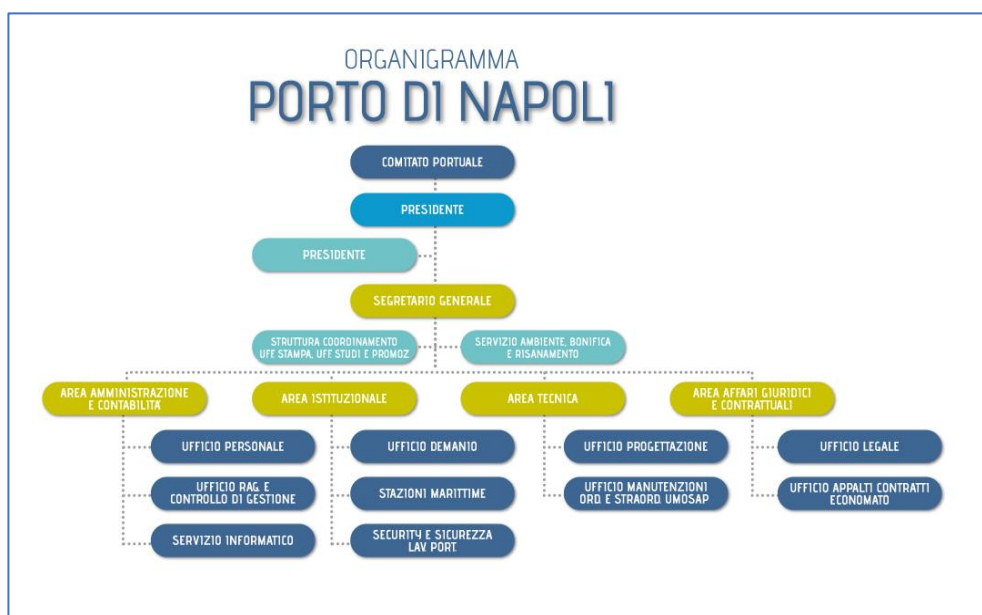 ORGANIGRAMMA
PORTO DI NAPOLI
COMITATO PORTUALE
PRESIDENTE
PRESIDENTE
SEGRETARIO GENERALE
STRUTTURA COORDINAMENTO
UFF STAMPA, UFF STUDI E PROMOZ
SERVIZIO AMBIENTE, BONIFICA
E RISANAMENTO
AREA AMMINISTRAZIONE
E CONTABILITÀ
AREA ISTITUZIONALE
AREA TECNICA
AREA AFFARI GIURIDICI
E CONTRATTUALI
UFFICIO PERSONALE
UFFICIO DEMANIO
UFFICIO PROGETTAZIONE
UFFICIO LEGALE
UFFICIO RAG. E
CONTROLLO DI GESTIONE
STAZIONI MARITTIME
UFFICIO MANUTENZIONI
ORD. E STRAORD. UMOSAP
UFFICIO APPALTI CONTRATTI
ECONOMATO
SERVIZIO INFORMATICO
SECURITY E SICUREZZA
LAV. PORT.